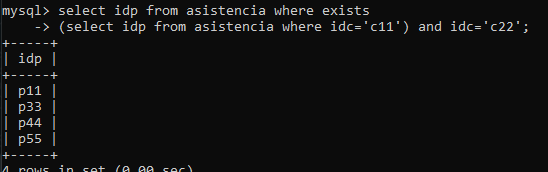 mysql> select idp from asistencia where exists
    -> (select idp from asistencia where idc='c11') and idc='c22';
+-----+
| idp |
+-----+
| p11 |
| p33 |
| p44 |
| p55 |
+-----+
4 rows in set (0.00 sec)